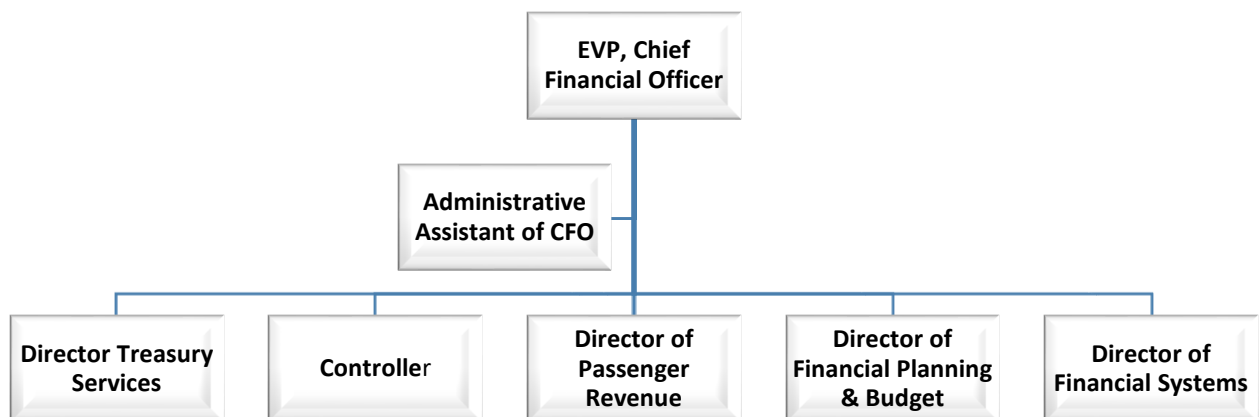 EVP, Chief
Financial Officer
Administrative
Assistant of CFO
Director Treasury
Services
Controller
Director of
Passenger
Revenue
Director of
Financial Planning
& Budget
Director of
Financial Systems